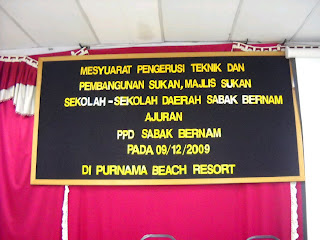 MESYUARAT PENGERUSI TEKNIK DAN
PEMBANGUNAN SUKAN, MAJLIS SUKAN
SEKOLAH-SEKOLAH DAERAH SABAK BERNAM
AJURAN
PPD SABAK BERNAM
PADA 09/12/2009
DI PURNAMA BEACH RESORT